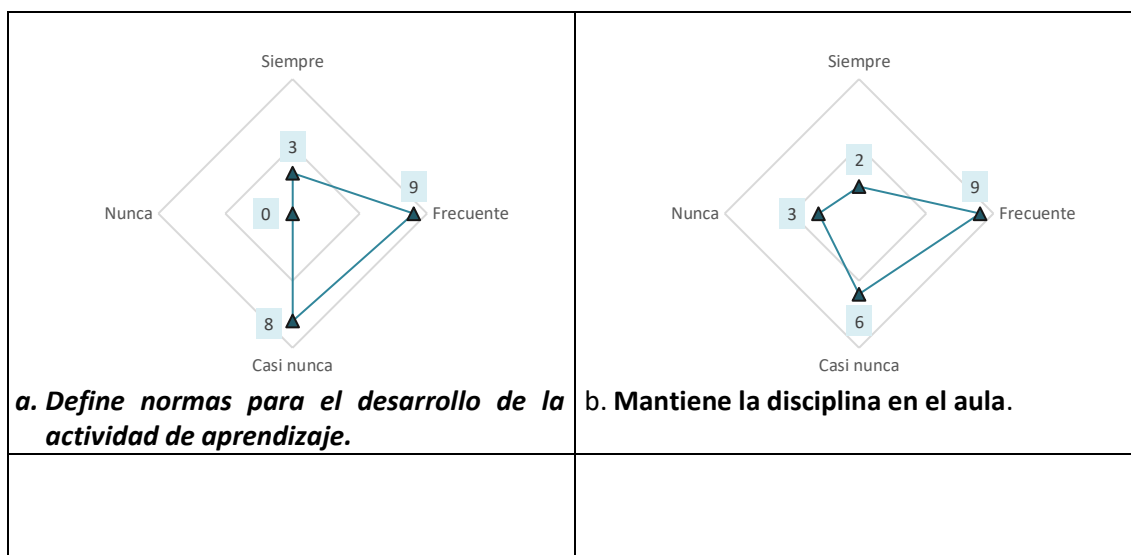 Siempre
3
9
Nunca
0
Frecuente
8
Casi nunca
a. Define normas para el desarrollo de la
actividad de aprendizaje.
Siempre
2
9
Nunca
3
Frecuente
6
Casi nunca
b. Mantiene la disciplina en el aula.